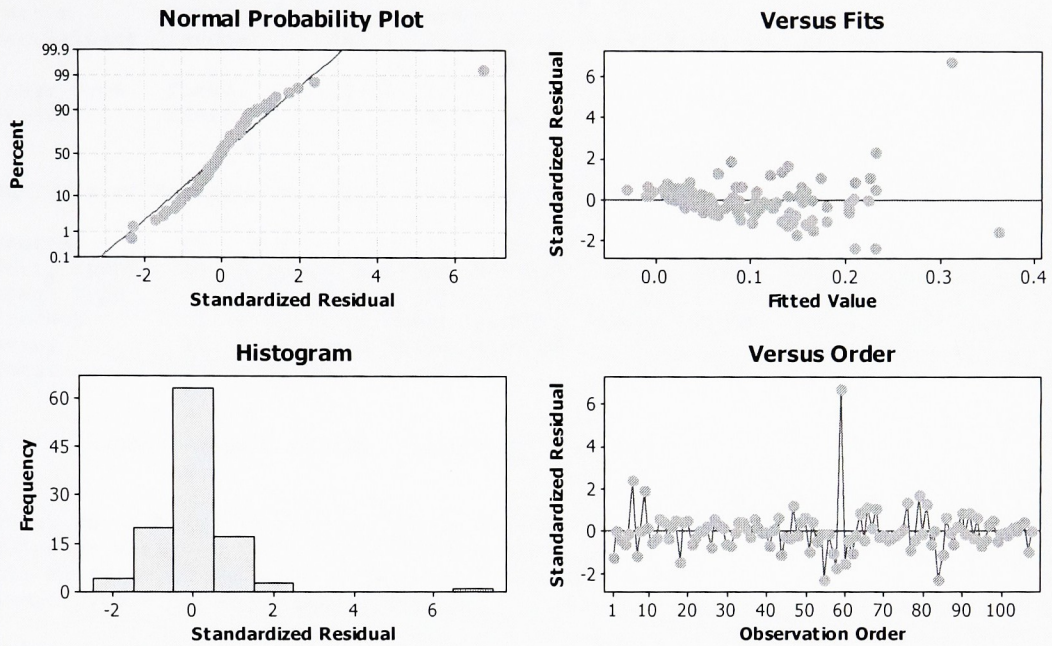 Normal Probability Plot
99.9
99
90
50
10
1
0.1
Percent
-2 0 2 4 6
Standardized Residual
Versus Fits
6
4
2
0
-2
Standardized Residual
0.0 0.1 0.2 0.3 0.4
Fitted Value
Histogram
60
45
30
15
0
Frequency
-2 0 2 4 6
Standardized Residual
Versus Order
6
4
2
0
-2
Standardized Residual
1 10 20 30 40 50 60 70 80 90 100
Observation Order